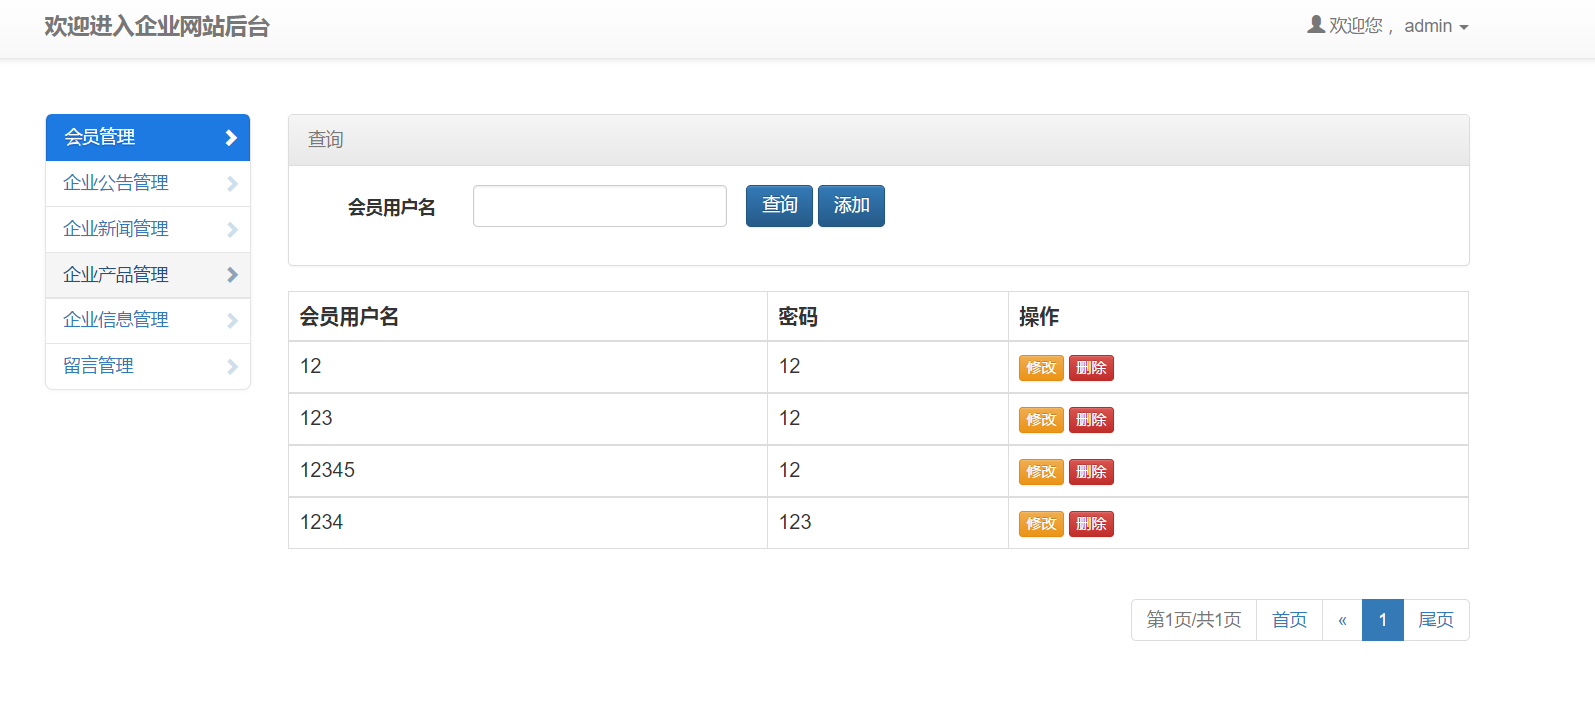 欢迎进入企业网站后台
欢迎您 ，admin
会员管理
企业公告管理
企业新闻管理
企业产品管理
企业信息管理
留言管理
查询
会员用户名 查询 添加
会员用户名 密码 操作
12 12 修改 删除
123 12 修改 删除
12345 12 修改 删除
1234 123 修改 删除
第1页/共1页 首页 « 1 尾页